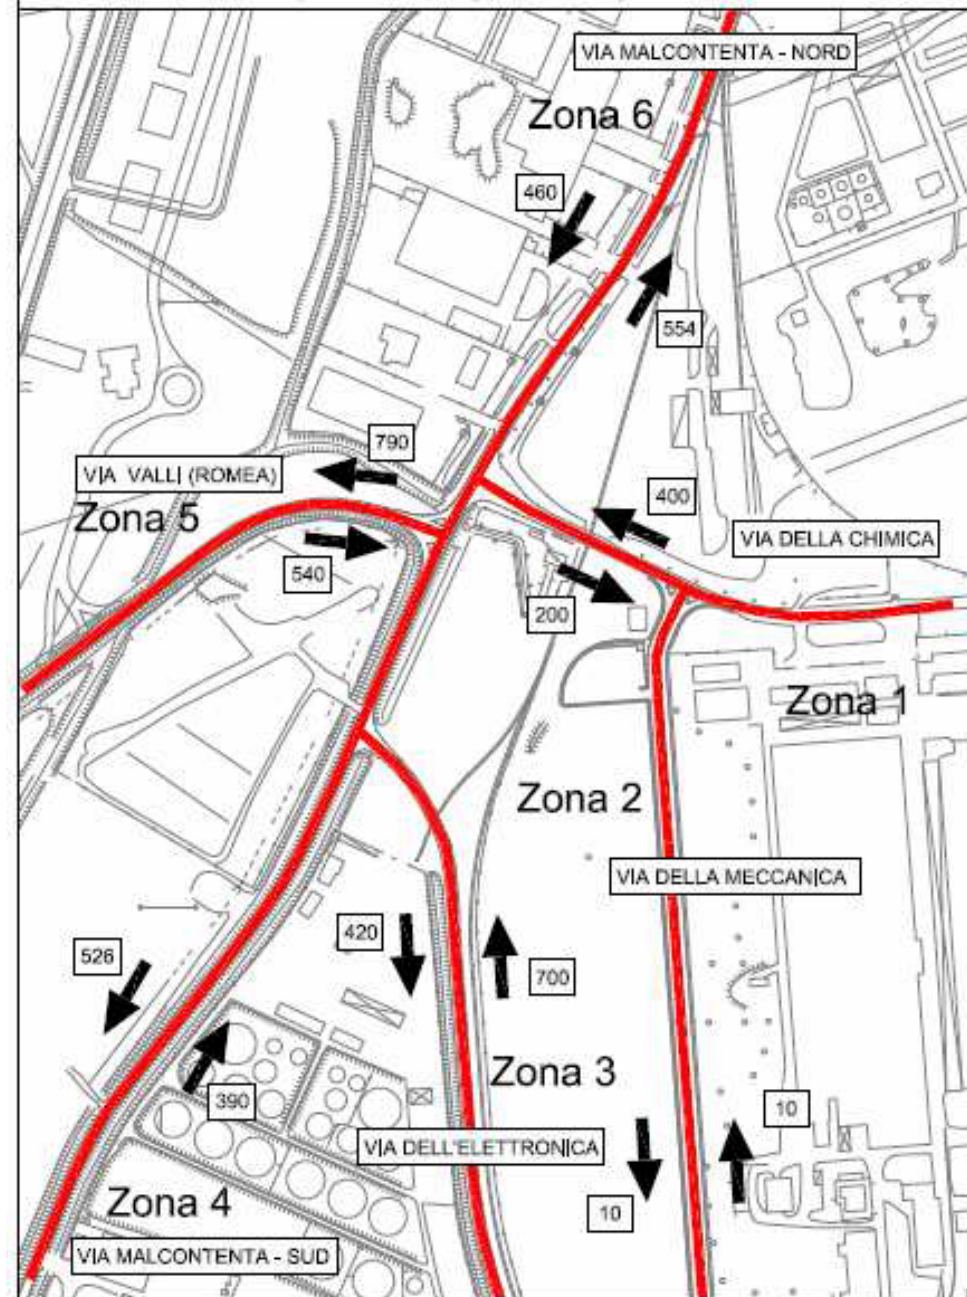 VIA MALCONTENTA - NORD
Zona 6
460
554
790
VIA VALLI (ROMEA)
400
Zona 5
VIA DELLA CHIMICA
540
200
Zona 1
Zona 2
VIA DELLA MECCANICA
420
526
700
Zona 3
390
10
VIA DELL'ELETTRONICA
Zona 4
10
VIA MALCONTENTA - SUD